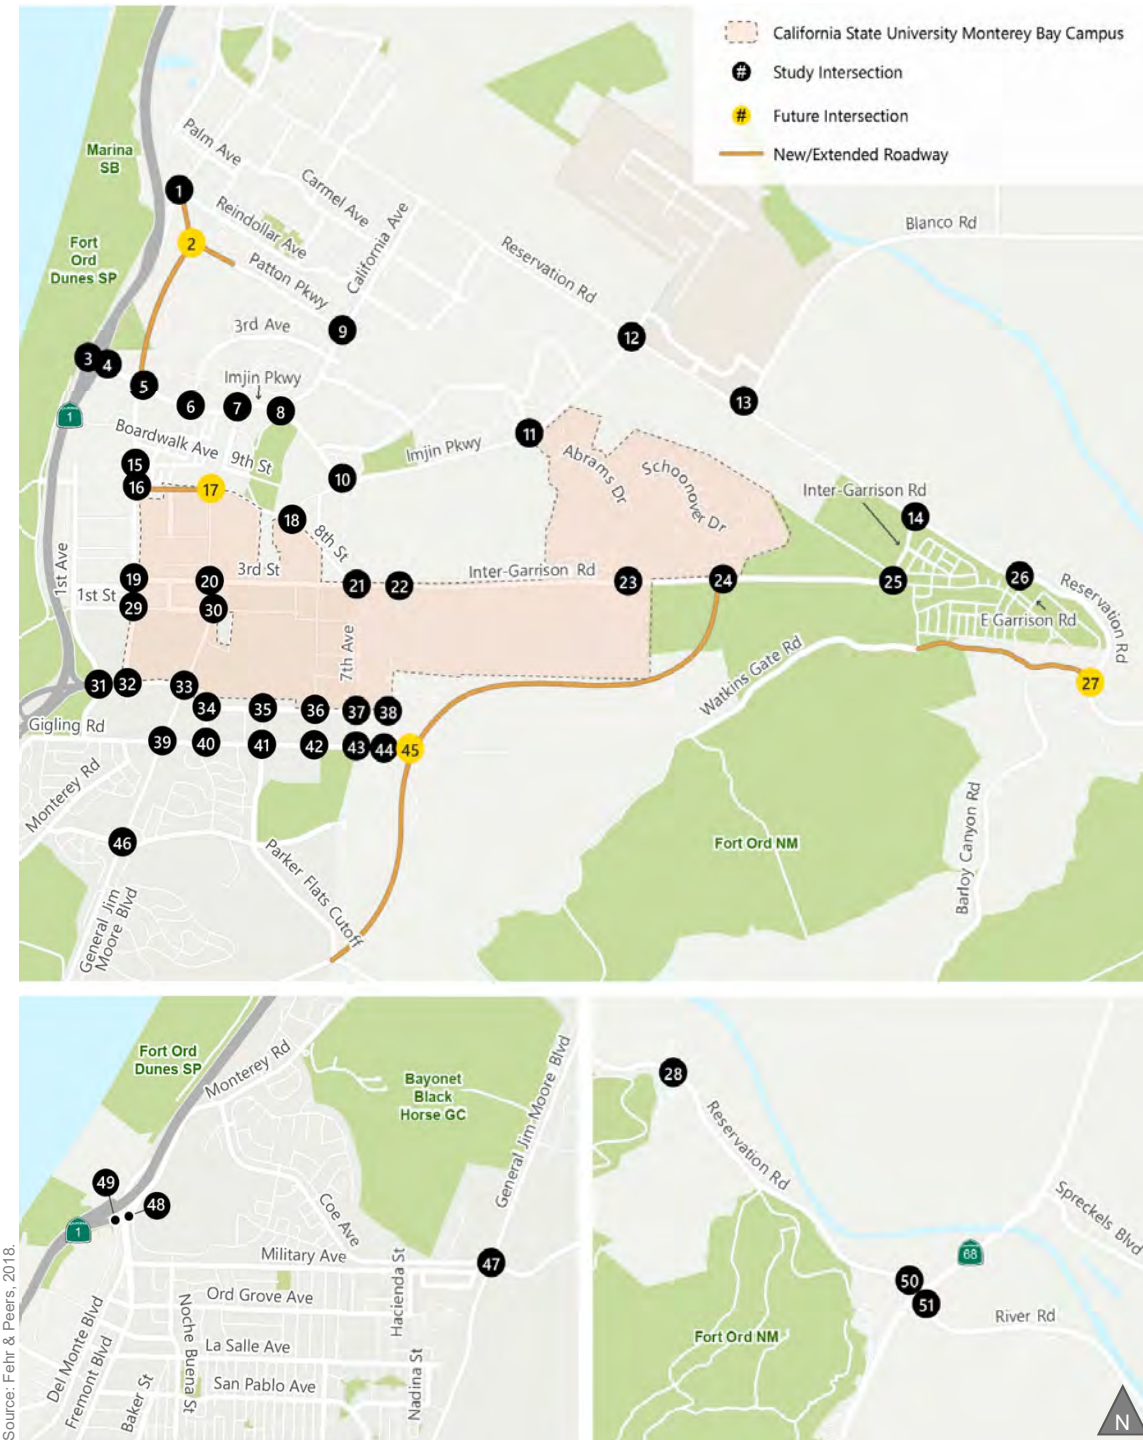 California State University Monterey Bay Campus
# Study Intersection
# Future Intersection
New/Extended Roadway
Marina
SB
Palm Ave
Carmel Ave
California Ave
1
Reindollar Ave
2
Fort
Ord
Dunes SP
Patton Pkwy
Reservation Rd
Blanco Rd
3rd Ave
9
12
3
4
5
Imjin Pkwy
6
7
8
13
1
Boardwalk Ave
9th St
Imjin Pkwy
11
Abrams Dr
Schoonover Dr
15
16
17
10
Inter-Garrison Rd
14
18
8th St
1st Ave
3rd St
Inter-Garrison Rd
19
20
21
22
23
24
25
26
Reservation Rd
1st St
29
30
E Garrison Rd
7th Ave
Watkins Gate Rd
31
32
33
27
34
35
36
37
38
Gigling Rd
39
40
41
42
43
44
45
Monterey Rd
46
Parker Flats Cutoff
Fort Ord NM
Barloy Canyon Rd
General Jim
Moore Blvd
Fort Ord
Dunes SP
Monterey Rd
Bayonet
Black
Horse GC
General Jim Moore Blvd
49
48
1
Coe Ave
Military Ave
47
Hacienda St
Ord Grove Ave
Noche Buena St
Del Monte Blvd
Fremont Blvd
La Salle Ave
Baker St
San Pablo Ave
Nadina St
28
Reservation Rd
Spreckels Blvd
68
50
51
River Rd
Fort Ord NM
N
Source: Fehr & Peers, 2018.